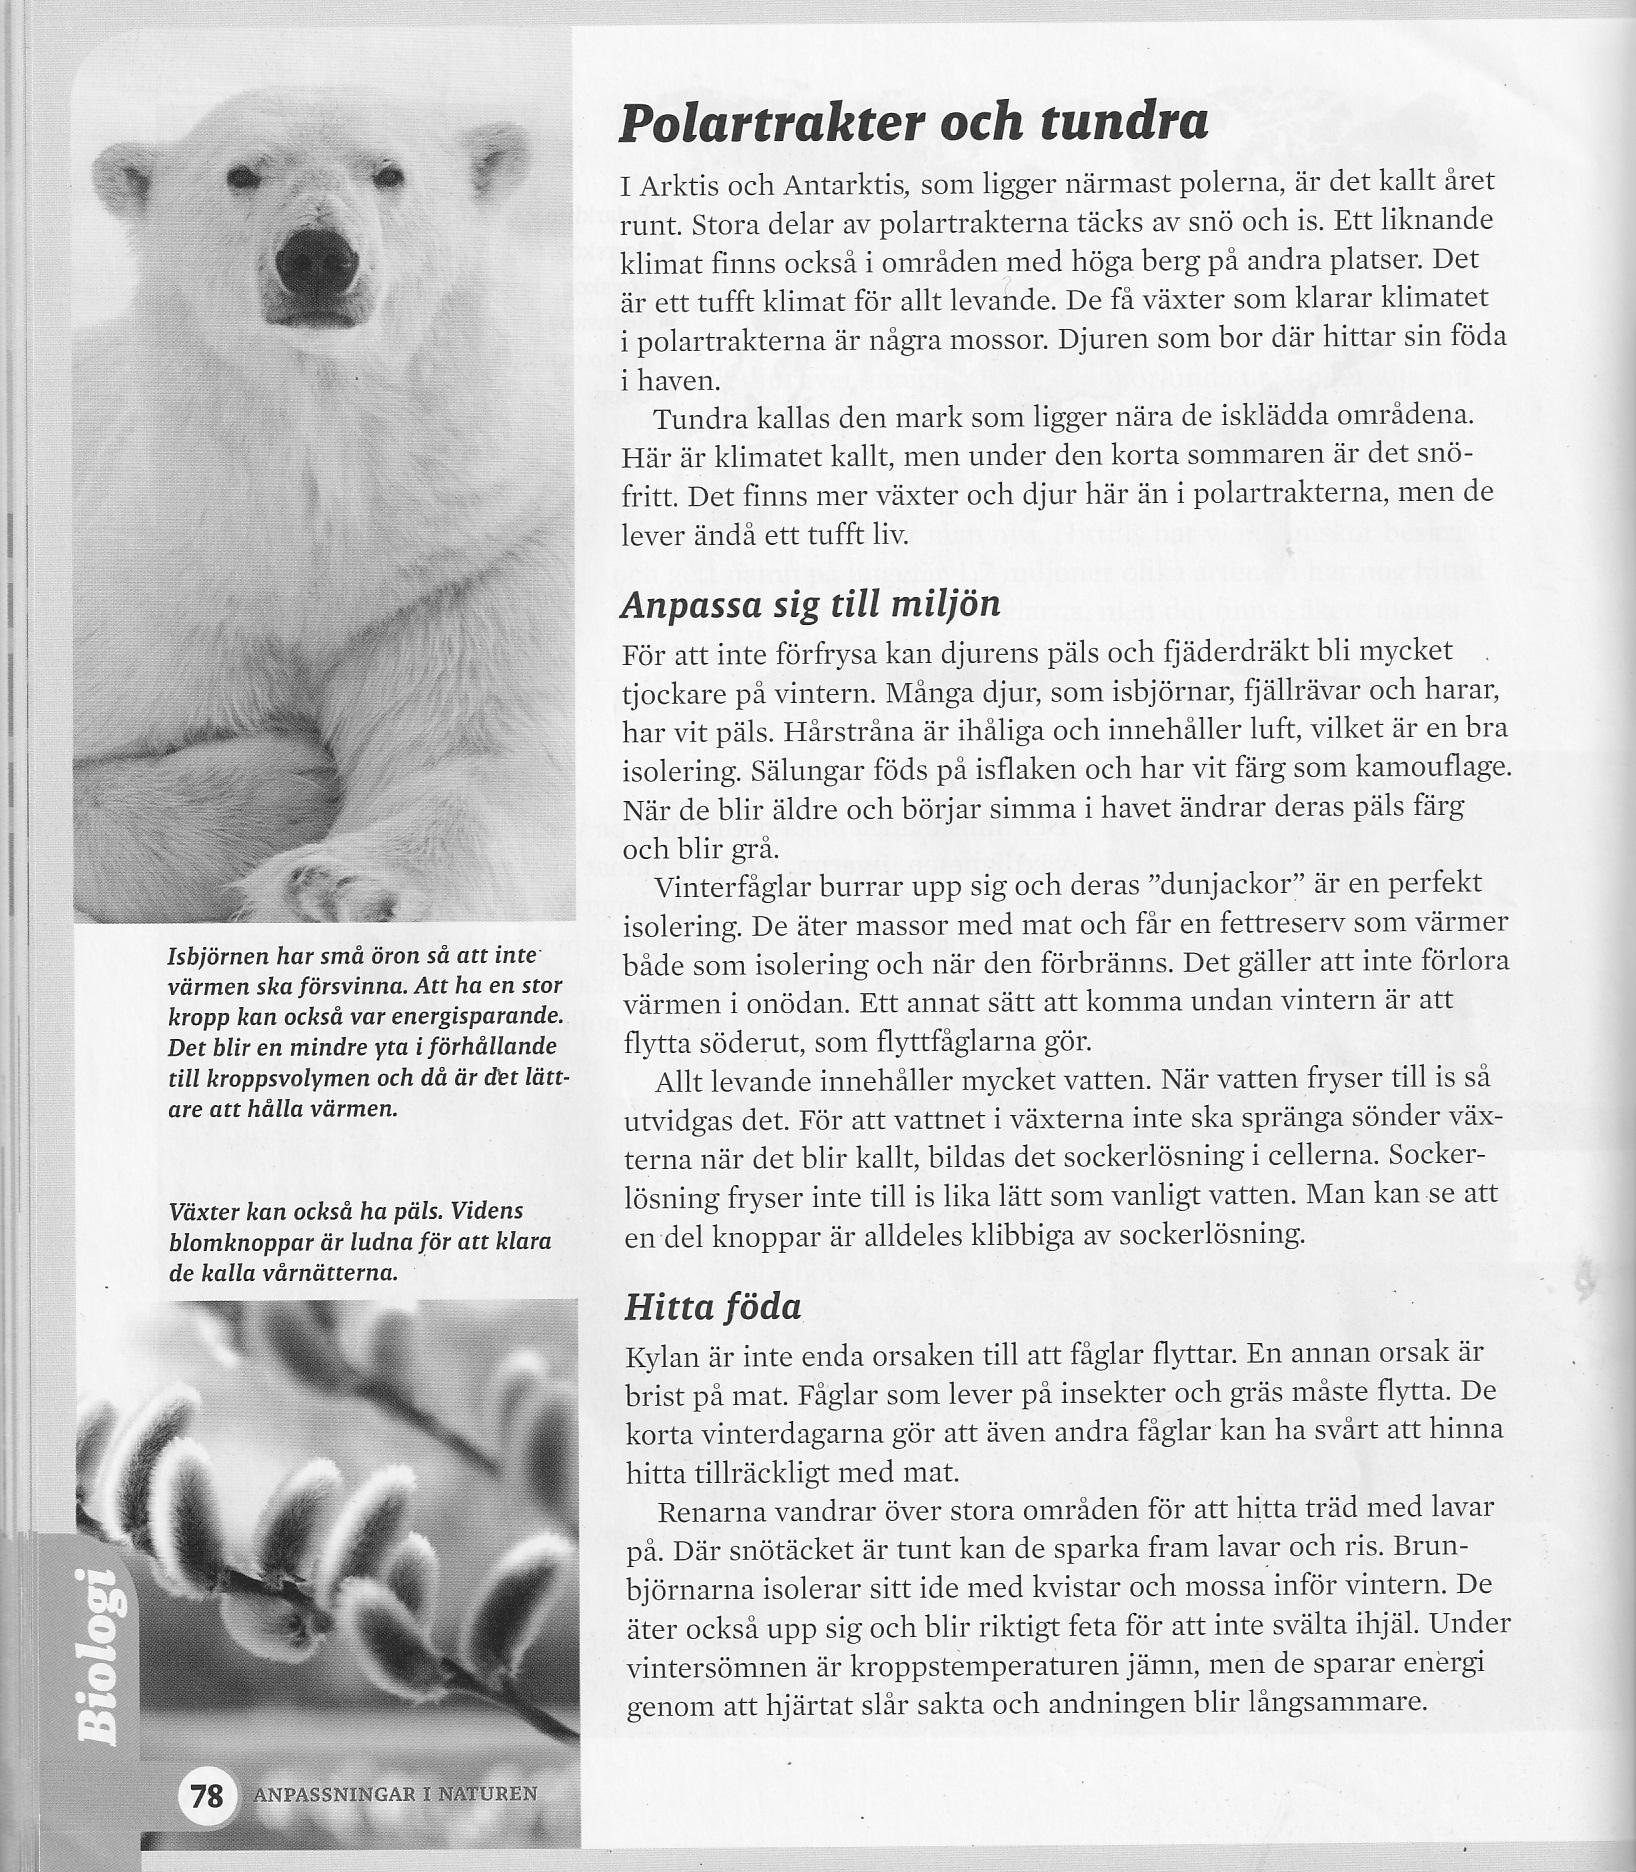 Polartrakter och tundra
I Arktis och Antarktis, som ligger närmast polerna, är det kallt året
runt. Stora delar av polartrakterna täcks av snö och is. Ett liknande
klimat finns också i områden med höga berg på andra platser. Det
är ett tufft klimat för allt levande. De få växter som klarar klimatet
i polartrakterna är några mossor. Djuren som bor där hittar sin föda
i haven.
Tundra kallas den mark som ligger nära de isklädda områdena.
Här är klimatet kallt, men under den korta sommaren är det snö-
fritt. Det finns mer växter och djur här än i polartrakterna, men de
lever ändå ett tufft liv.
Anpassa sig till miljön
För att inte förfrysa kan djurens päls och fjäderdräkt bli mycket
tjockare på vintern. Många djur, som isbjörnar, fjällrävar och harar,
har vit päls. Hårstråna är ihåliga och innehåller luft, vilket är en bra
isolering. Sälungar föds på isflaken och har vit färg som kamouflage.
När de blir äldre och börjar simma i havet ändrar deras päls färg
och blir grå.
Vinterfåglar burrar upp sig och deras ”dunjackor” är en perfekt
isolering. De äter massor med mat och får en fettreserv som värmer
både som isolering och när den förbränns. Det gäller att inte förlora
värmen i onödan. Ett annat sätt att komma undan vintern är att
flytta söderut, som flyttfåglarna gör.
Allt levande innehåller mycket vatten. När vatten fryser till is så
utvidgas det. För att vattnet i växterna inte ska spränga sönder väx-
terna när det blir kallt, bildas det sockerlösning i cellerna. Socker-
lösning fryser inte till is lika lätt som vanligt vatten. Man kan se att
en del knoppar är alldeles klibbiga av sockerlösning.
Hitta föda
Kylan är inte enda orsaken till att fåglar flyttar. En annan orsak är
brist på mat. Fåglar som lever på insekter och gräs måste flytta. De
korta vinterdagarna gör att även andra fåglar kan ha svårt att hinna
hitta tillräckligt med mat.
Renarna vandrar över stora områden för att hitta träd med lavar
på. Där snötäcket är tunt kan de sparka fram lavar och ris. Brun-
björnarna isolerar sitt ide med kvistar och mossa inför vintern. De
äter också upp sig och blir riktigt feta för att inte svälta ihjäl. Under
vintersömnen är kroppstemperaturen jämn, men de sparar energi
genom att hjärtat slår sakta och andningen blir långsammare.
Isbjörnen har små öron så att inte
värmen ska försvinna. Att ha en stor
kropp kan också var energisparande.
Det blir en mindre yta i förhållande
till kroppsvolymen och då är det lätt-
are att hålla värmen.
Växter kan också ha päls. Videns
blomknoppar är ludna för att klara
de kalla vårnätterna.
Biologi
78 ANPASSNINGAR I NATUREN